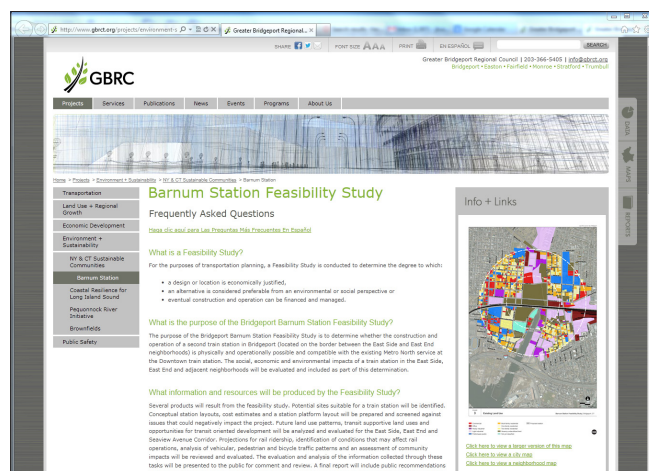 http://www.gbrct.org/projects/environment-s
Greater Bridgeport Regional...
SHARE
FONT SIZE AAA
PRINT
EN ESPAÑOL
SEARCH
Greater Bridgeport Regional Council | 203-366-5405 | info@gbrct.org
Bridgeport • Easton • Fairfield • Monroe • Stratford • Trumbull
GBRC
Projects Services Publications News Events Programs About Us
DATA
MAPS
REPORTS
Home > Projects > Environment + Sustainability > NY & CT Sustainable Communities > Barnum Station
Transportation
Land Use + Regional
Growth
Economic Development
Environment +
Sustainability
NY & CT Sustainable
Communities
Barnum Station
Coastal Resilience for
Long Island Sound
Pequonnock River
Initiative
Brownfields
Public Safety
Barnum Station Feasibility Study
Frequently Asked Questions
Hage clic aquí para Las Preguntas Más Frecuentes En Español
What is a Feasibility Study?
For the purposes of transportation planning, a Feasibility Study is conducted to determine the degree to which:
• a design or location is economically justified,
• an alternative is considered preferable from an environmental or social perspective or
• eventual construction and operation can be financed and managed.
What is the purpose of the Bridgeport Barnum Station Feasibility Study?
The purpose of the Bridgeport Barnum Station Feasibility Study is to determine whether the construction and
operation of a second train station in Bridgeport (located on the border between the East Side and East End
neighborhoods) is physically and operationally possible and compatible with the existing Metro North service at
the Downtown train station. The social, economic and environmental impacts of a train station in the East Side,
East End and adjacent neighborhoods will be evaluated and included as part of this determination.
What information and resources will be produced by the Feasibility Study?
Several products will result from the feasibility study. Potential sites suitable for a train station will be identified.
Conceptual station layouts, cost estimates and a station platform layout will be prepared and screened against
issues that could negatively impact the project. Future land use patterns, transit supportive land uses and
opportunities for transit oriented development will be analyzed and evaluated for the East Side, East End and
Seaview Avenue Corridor. Projections for rail ridership, identification of conditions that may affect rail
operations, analysis of vehicular, pedestrian and bicycle traffic patterns and an assessment of community
impacts will be reviewed and evaluated. The evaluation and analysis of the information collected through these
tasks will be presented to the public for comment and review. A final report will include public recommendations
Info + Links
Click here to view a larger version of this map
Click here to view a city map
Click here to view a neighborhood map